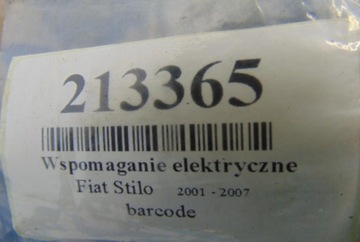 213365
Wspomaganie elektryczne
Fiat Stilo 2001 - 2007
barcode